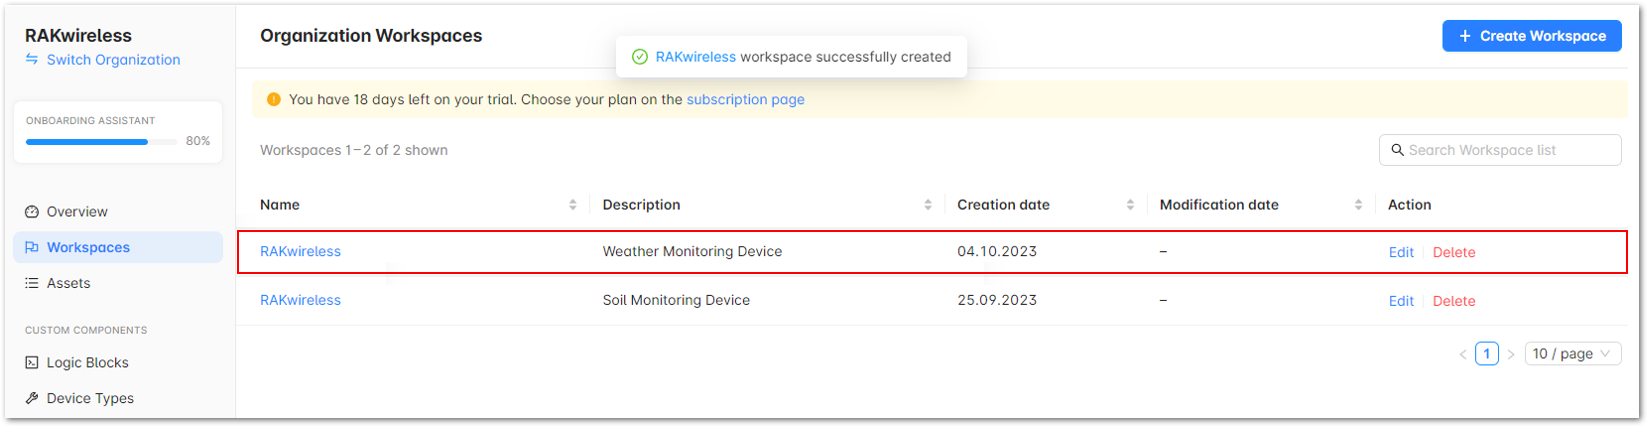 RAKwireless
Switch Organization
ONBOARDING ASSISTANT
80%
Overview
Workspaces
Assets
CUSTOM COMPONENTS
Logic Blocks
Device Types
Organization Workspaces
RAKwireless workspace successfully created
+ Create Workspace
You have 18 days left on your trial. Choose your plan on the subscription page
Workspaces 1–2 of 2 shown
Search Workspace list
Name Description Creation date Modification date Action
RAKwireless Weather Monitoring Device 04.10.2023 – Edit Delete
RAKwireless Soil Monitoring Device 25.09.2023 – Edit Delete
< 1 > 10 / page